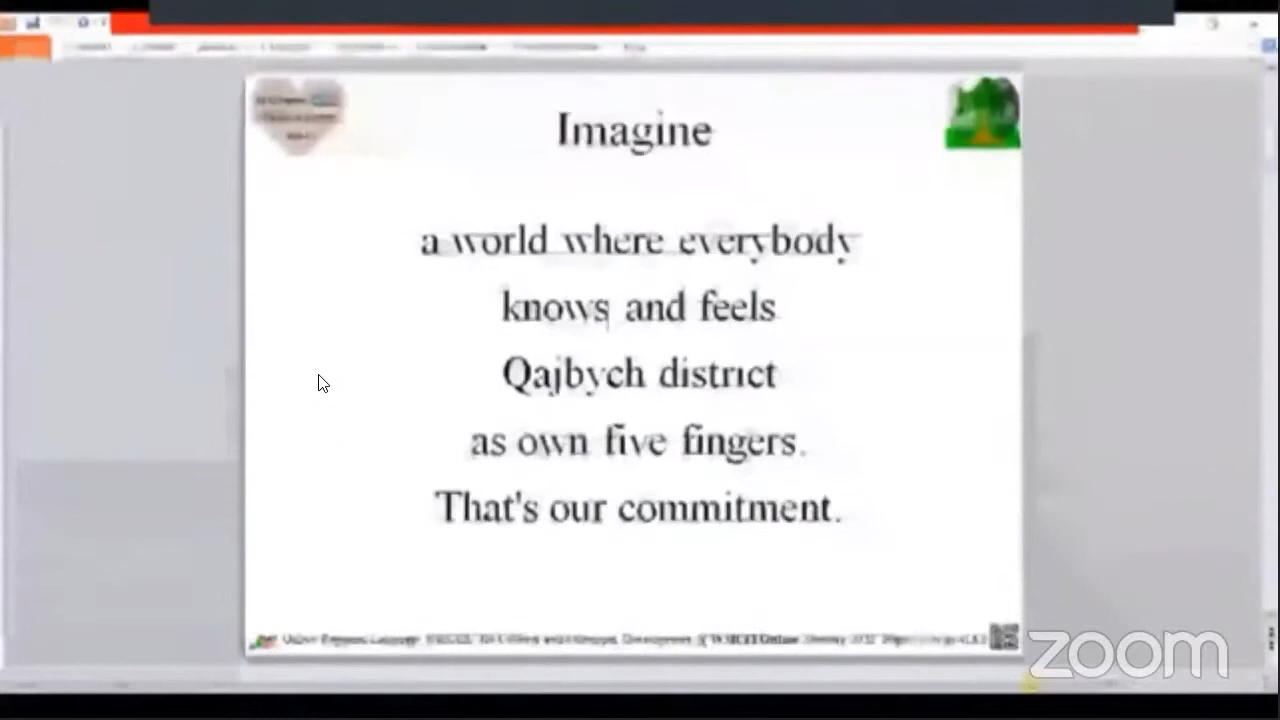 Imagine
a world where everybody
knows and feels
Qajbych district
as own five fingers.
That's our commitment.
zoom